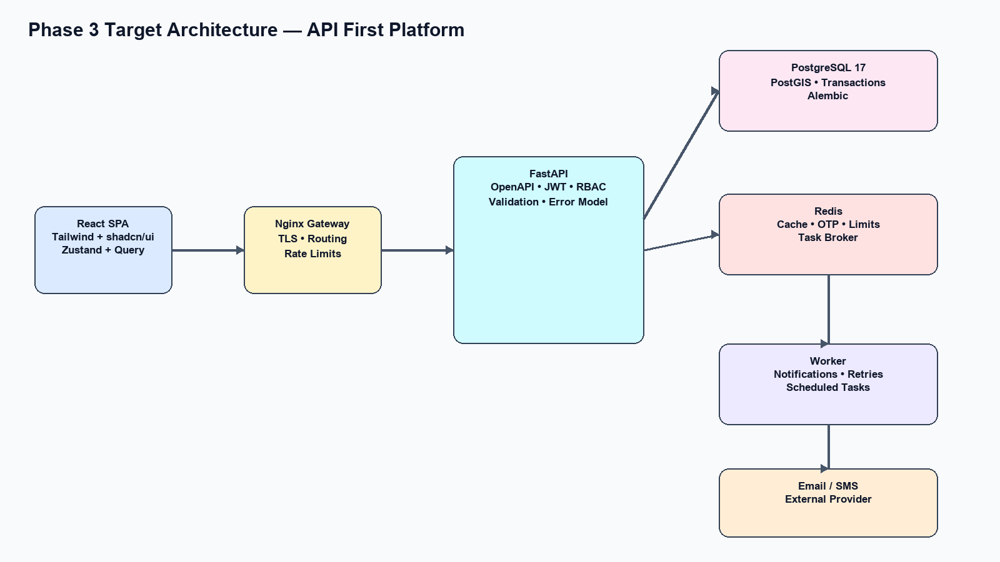 Phase 3 Target Architecture — API First Platform
React SPA
Tailwind + shadcn/ui
Zustand + Query
Nginx Gateway
TLS • Routing
Rate Limits
FastAPI
OpenAPI • JWT • RBAC
Validation • Error Model
PostgreSQL 17
PostGIS • Transactions
Alembic
Redis
Cache • OTP • Limits
Task Broker
Worker
Notifications • Retries
Scheduled Tasks
Email / SMS
External Provider